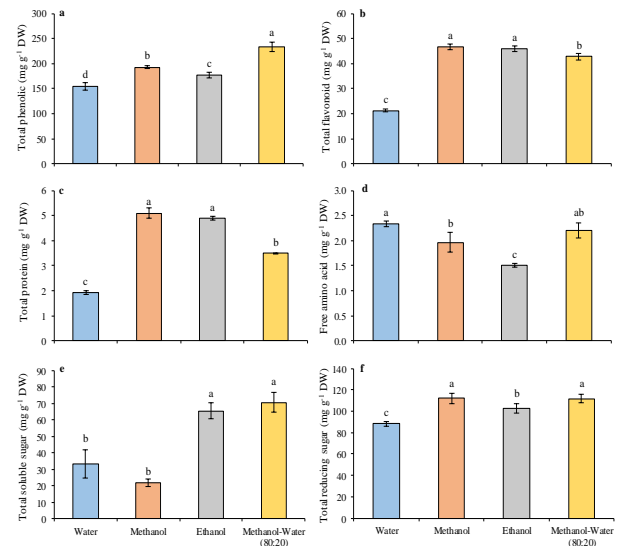 a
Total phenolic (mg g⁻¹ DW)
300
250
200
150
100
50
0
d
b
c
a
b
Total flavonoid (mg g⁻¹ DW)
60
50
40
30
20
10
0
c
a
a
b
c
Total protein (mg g⁻¹ DW)
6
5
4
3
2
1
0
c
a
a
b
d
Free amino acid (mg g⁻¹ DW)
3.0
2.5
2.0
1.5
1.0
0.5
0.0
a
b
c
ab
e
Total soluble sugar (mg g⁻¹ DW)
90
80
70
60
50
40
30
20
10
0
b
b
a
a
Water
Methanol
Ethanol
Methanol-Water
(80:20)
f
Total reducing sugar (mg g⁻¹ DW)
140
120
100
80
60
40
20
0
c
a
b
a
Water
Methanol
Ethanol
Methanol-Water
(80:20)